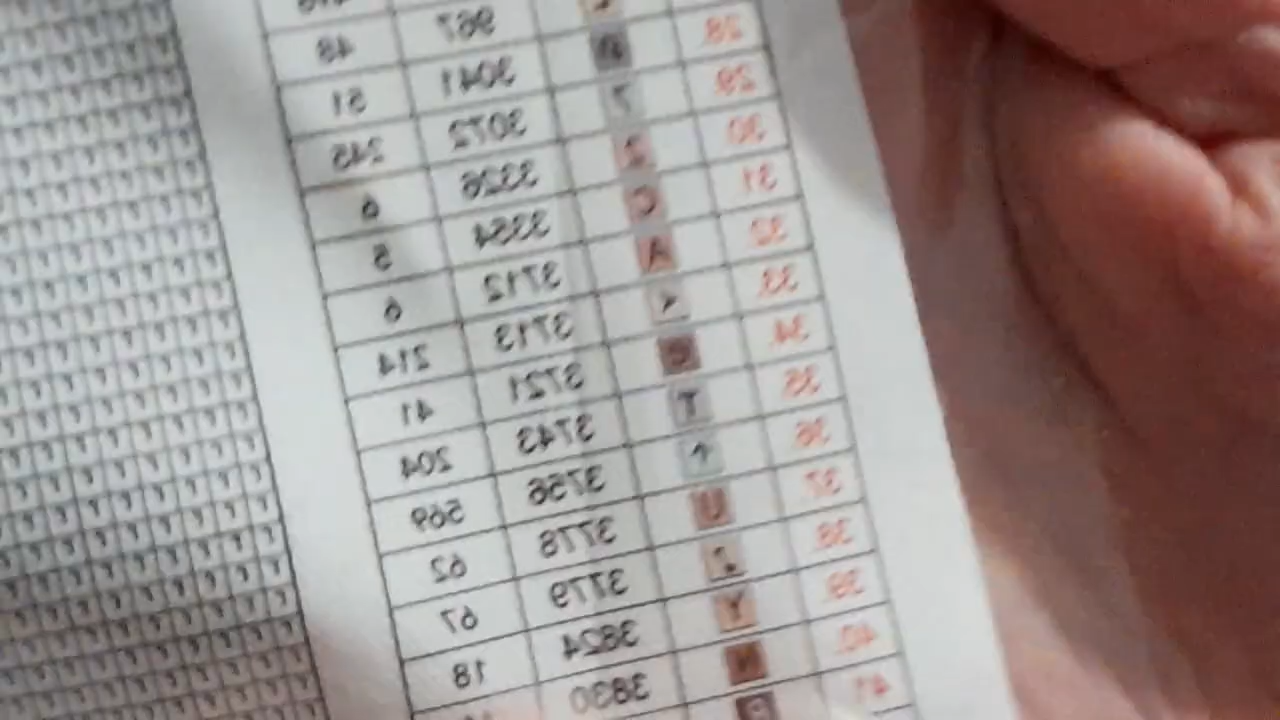 967 48
28 3041 51
29 3072
30 3326 6
31 C 3354 5
32 A 3712 6
33 3713 214
34 3721 41
35 T 3743 204
36 ↑ 3756 569
37 U 3778 62
38 3779 67
39 Y 3824 18
40 И 3830
41